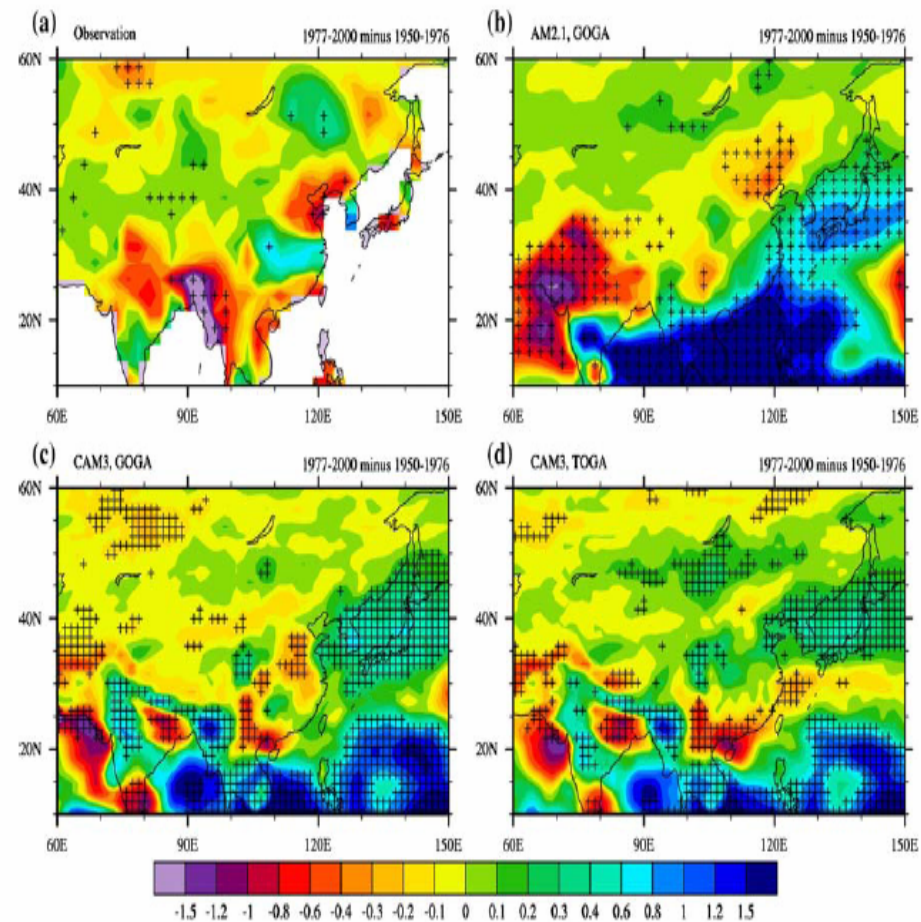 (a) Observation 1977-2000 minus 1950-1976
(b) AM2.1, GOGA 1977-2000 minus 1950-1976
60N 60N
40N 40N
20N 20N
60E 90E 120E 150E 60E 90E 120E 150E
(c) CAM3, GOGA 1977-2000 minus 1950-1976
(d) CAM3, TOGA 1977-2000 minus 1950-1976
60N 60N
40N 40N
20N 20N
60E 90E 120E 150E 60E 90E 120E 150E
-1.5 -1.2 -1 -0.8 -0.6 -0.4 -0.3 -0.2 -0.1 0 0.1 0.2 0.3 0.4 0.6 0.8 1 1.2 1.5